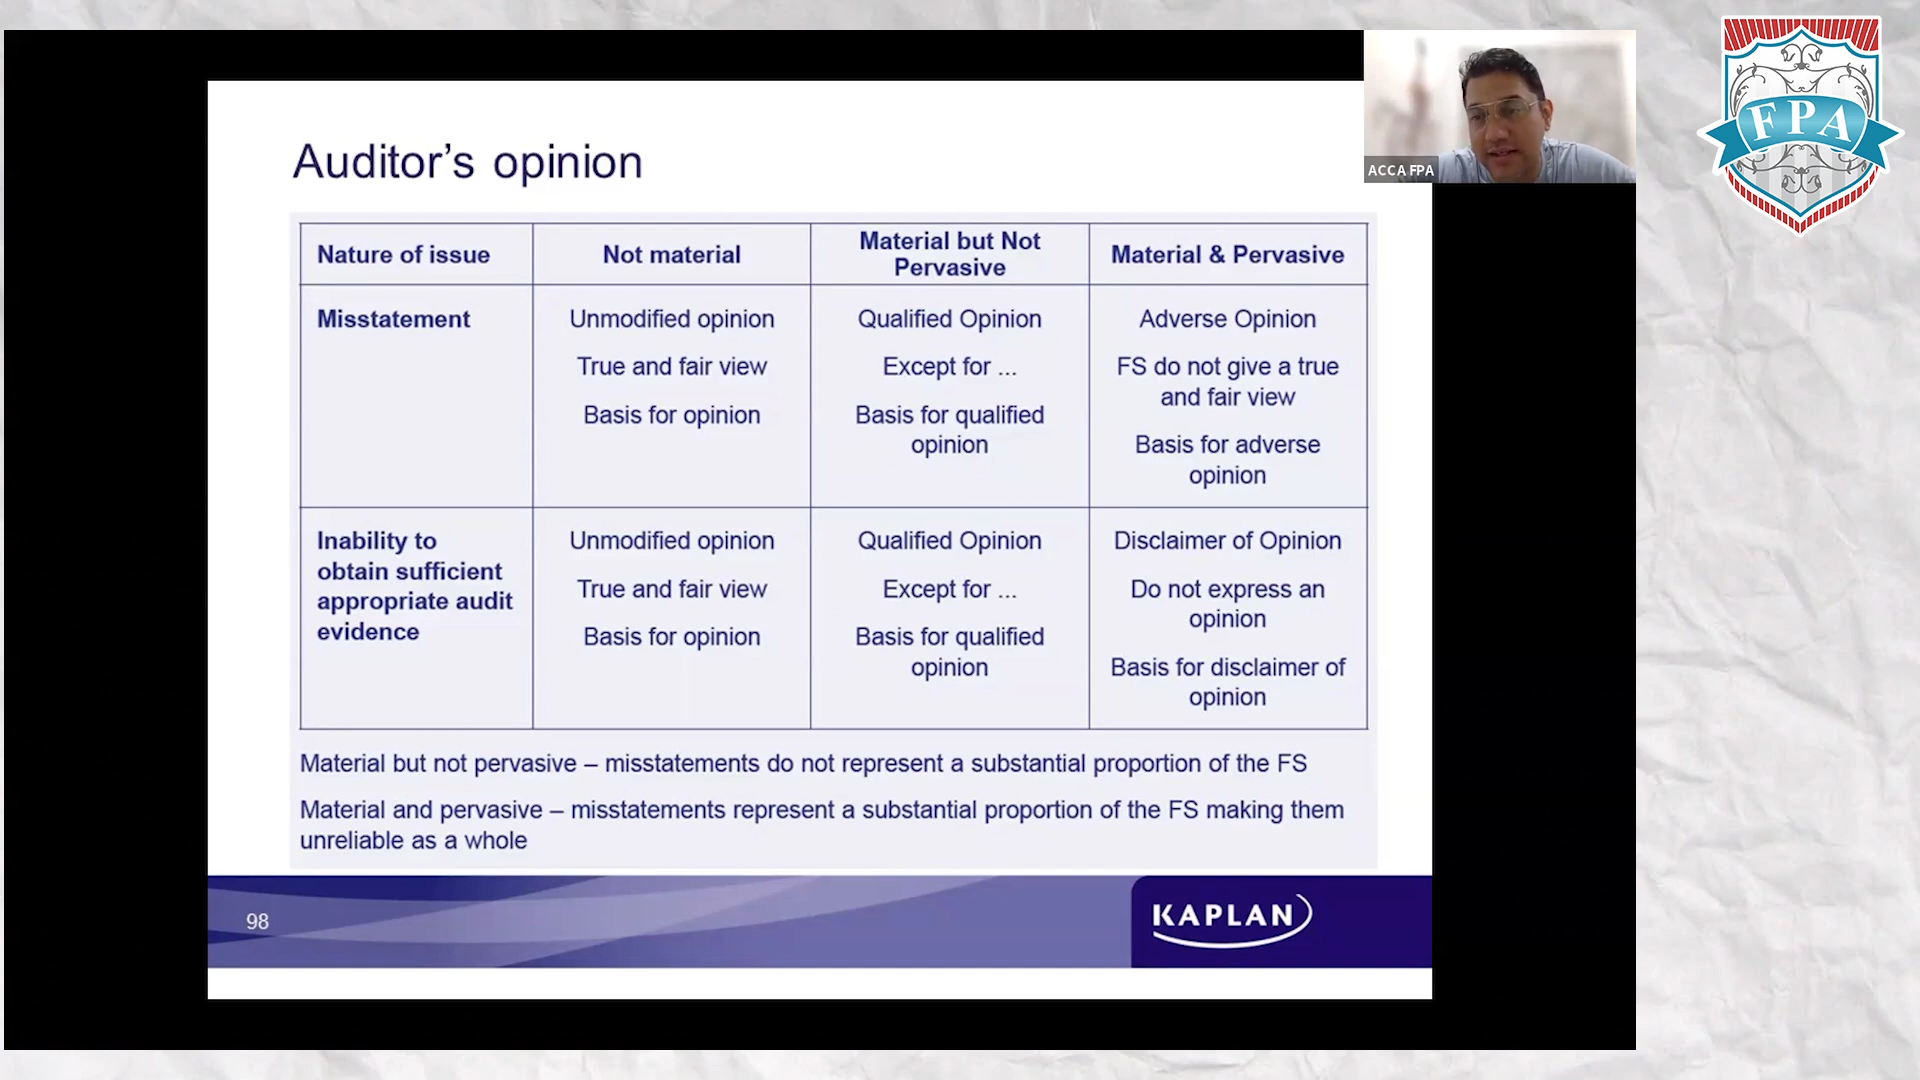 Auditor's opinion
Nature of issue
Not material
Material but Not
Pervasive
Material & Pervasive
Misstatement
Unmodified opinion
True and fair view
Basis for opinion
Qualified Opinion
Except for ...
Basis for qualified
opinion
Adverse Opinion
FS do not give a true
and fair view
Basis for adverse
opinion
Inability to
obtain sufficient
appropriate audit
evidence
Unmodified opinion
True and fair view
Basis for opinion
Qualified Opinion
Except for ...
Basis for qualified
opinion
Disclaimer of Opinion
Do not express an
opinion
Basis for disclaimer of
opinion
Material but not pervasive – misstatements do not represent a substantial proportion of the FS
Material and pervasive – misstatements represent a substantial proportion of the FS making them
unreliable as a whole
98
KAPLAN
ACCA FPA
FPA